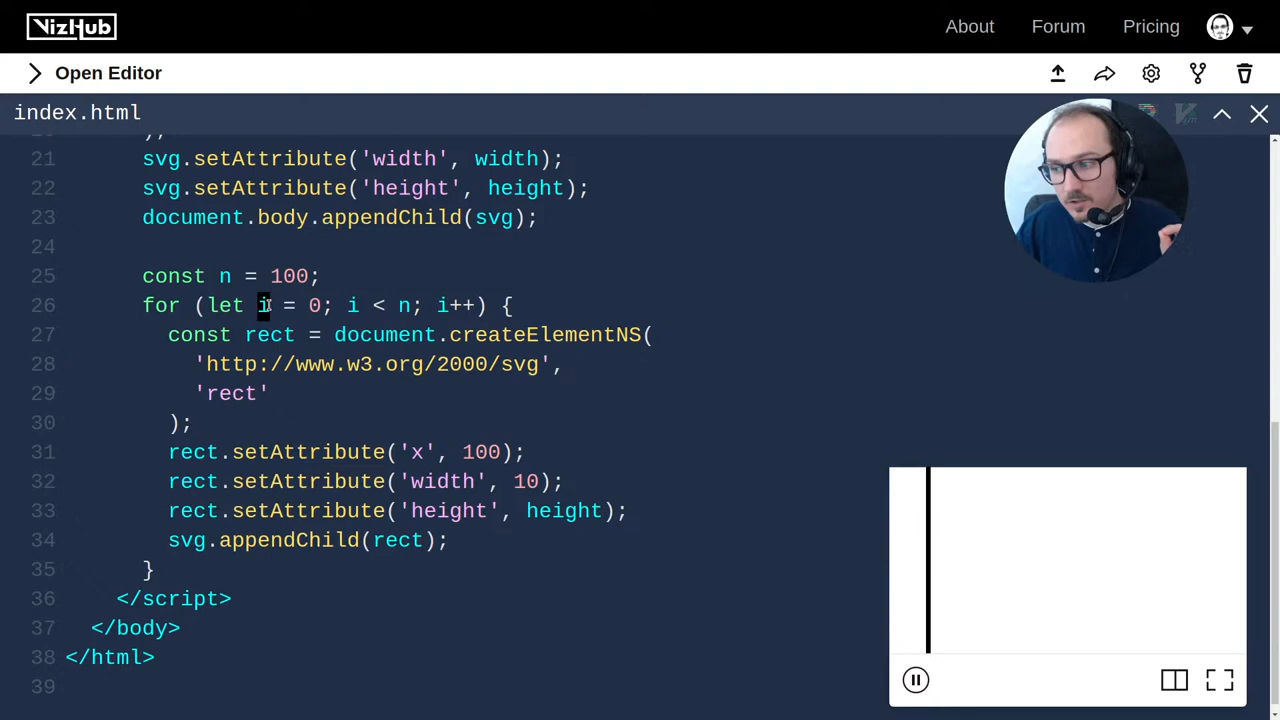 VizHub
About Forum Pricing
Open Editor
index.html
21 svg.setAttribute('width', width);
22 svg.setAttribute('height', height);
23 document.body.appendChild(svg);
24
25 const n = 100;
26 for (let i = 0; i < n; i++) {
27 const rect = document.createElementNS(
28 'http://www.w3.org/2000/svg',
29 'rect'
30 );
31 rect.setAttribute('x', 100);
32 rect.setAttribute('width', 10);
33 rect.setAttribute('height', height);
34 svg.appendChild(rect);
35 }
36 </script>
37 </body>
38 </html>
39